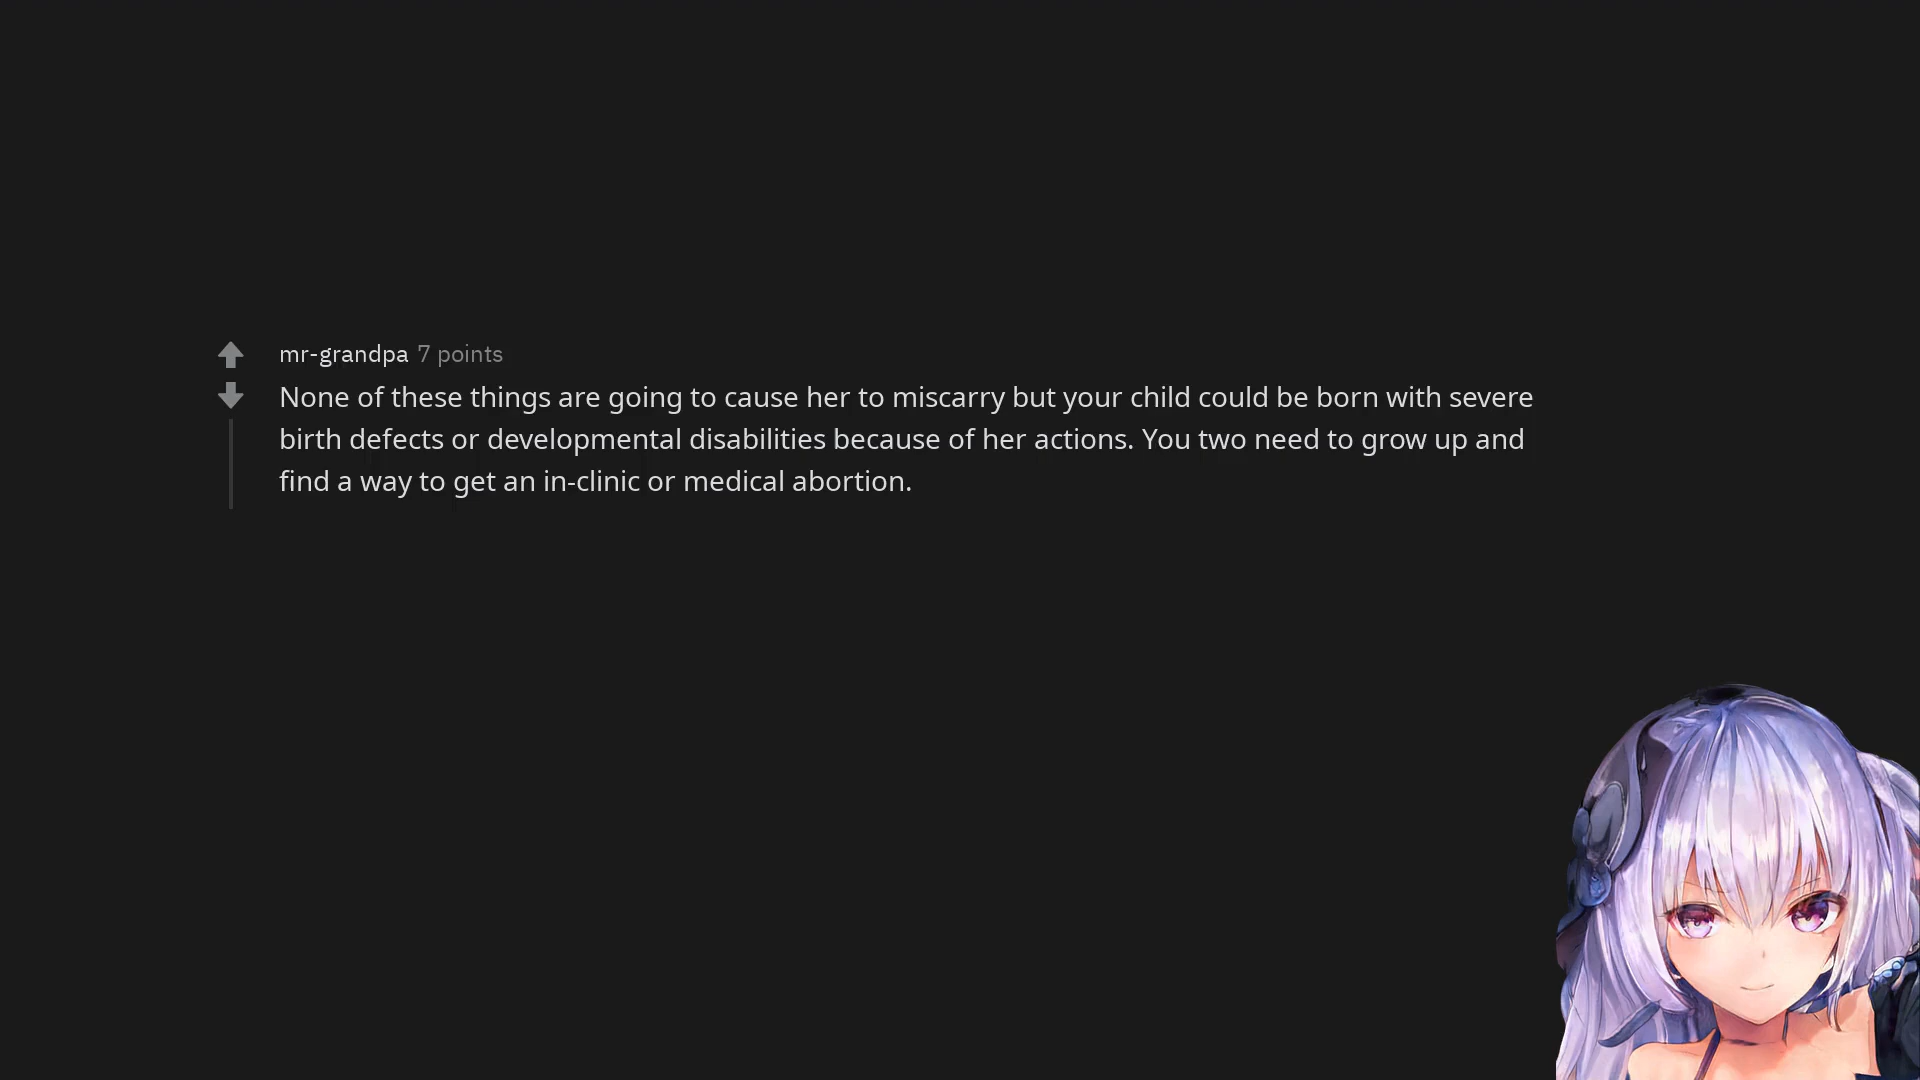 mr-grandpa 7 points
None of these things are going to cause her to miscarry but your child could be born with severe
birth defects or developmental disabilities because of her actions. You two need to grow up and
find a way to get an in-clinic or medical abortion.